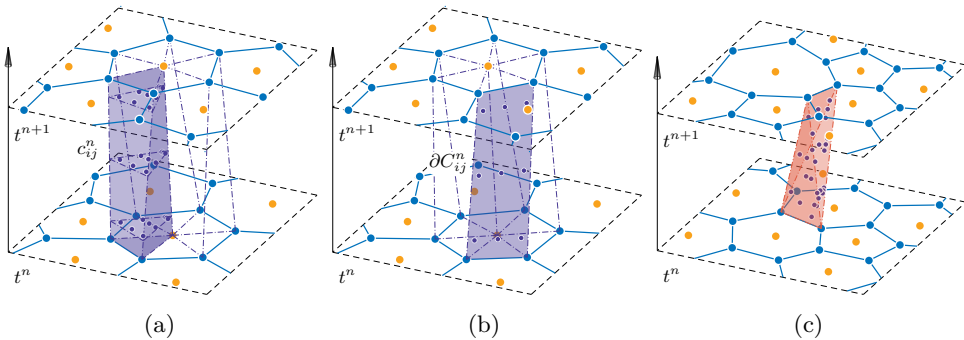 t^{n+1}
c_{ij}^n
t^n
(a)
t^{n+1}
∂C_{ij}^n
t^n
(b)
t^{n+1}
t^n
(c)